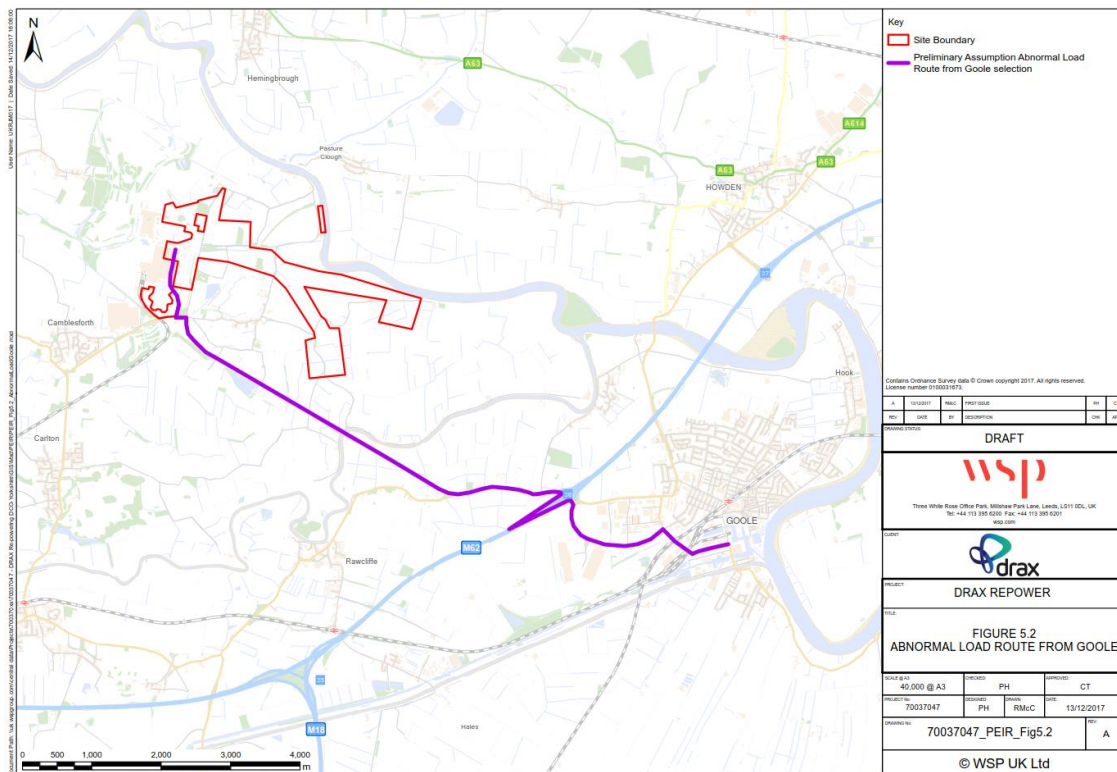 N
Hemingbrough
A63
Pasture
Clough
A614
A63
A63
HOWDEN
37
Camblesforth
Hook
Carlton
GOOLE
M62
Rawcliffe
M18
Hales
0 500 1,000 2,000 3,000 4,000
m
Key
Site Boundary
Preliminary Assumption Abnormal Load
Route from Goole selection
Contains Ordnance Survey data © Crown copyright 2017. All rights reserved.
License number 0100031673.
A 12/12/2017 RMcC FIRST ISSUE PH
REV DATE BY DESCRIPTION CHK
DRAWING STATUS:
DRAFT
wsp
Three White Rose Office Park, Millshaw Park Lane, Leeds, LS11 0DL, UK
Tel: +44 113 395 6200 Fax: +44 113 395 6201
wsp.com
CLIENT:
drax
PROJECT:
DRAX REPOWER
TITLE:
FIGURE 5.2
ABNORMAL LOAD ROUTE FROM GOOLE
SCALE @ A3: CHECKED: APPROVED:
40,000 @ A3 PH CT
PROJECT No: DESIGNED: DRAWN: DATE:
70037047 PH RMcC 13/12/2017
DRAWING No: REV:
70037047_PEIR_Fig5.2 A
© WSP UK Ltd